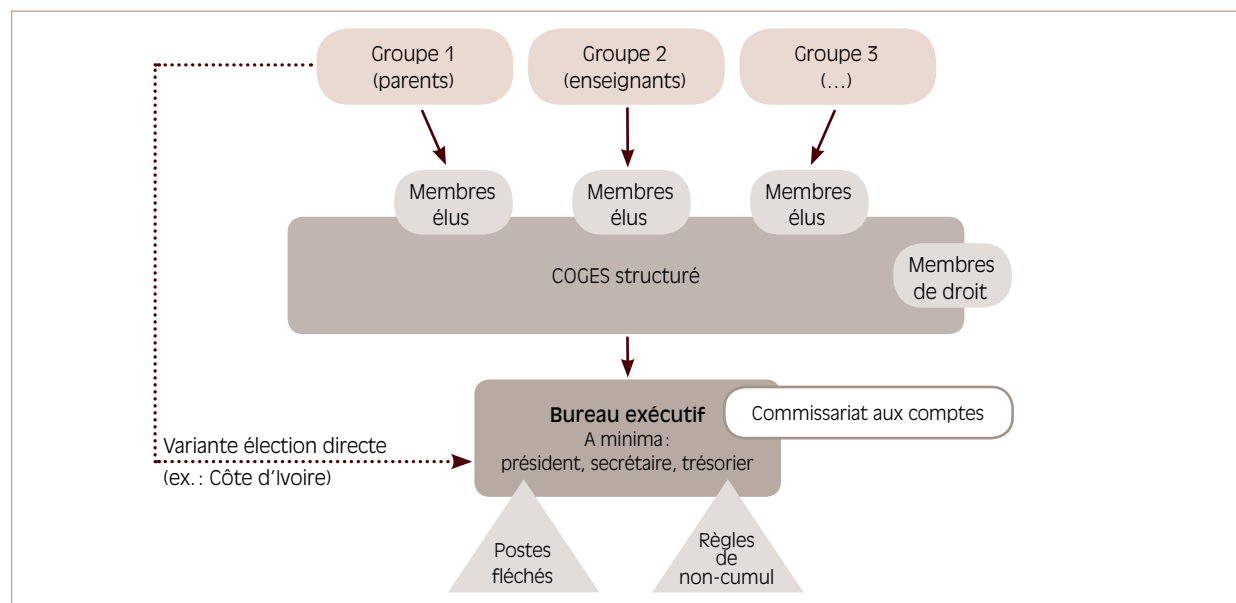 Groupe 1
(parents)
Groupe 2
(enseignants)
Groupe 3
(…)
Membres
élus
Membres
élus
Membres
élus
COGES structuré
Membres
de droit
Bureau exécutif
A minima :
président, secrétaire, trésorier
Commissariat aux comptes
Variante élection directe
(ex. : Côte d’Ivoire)
Postes
fléchés
Règles
de
non-cumul